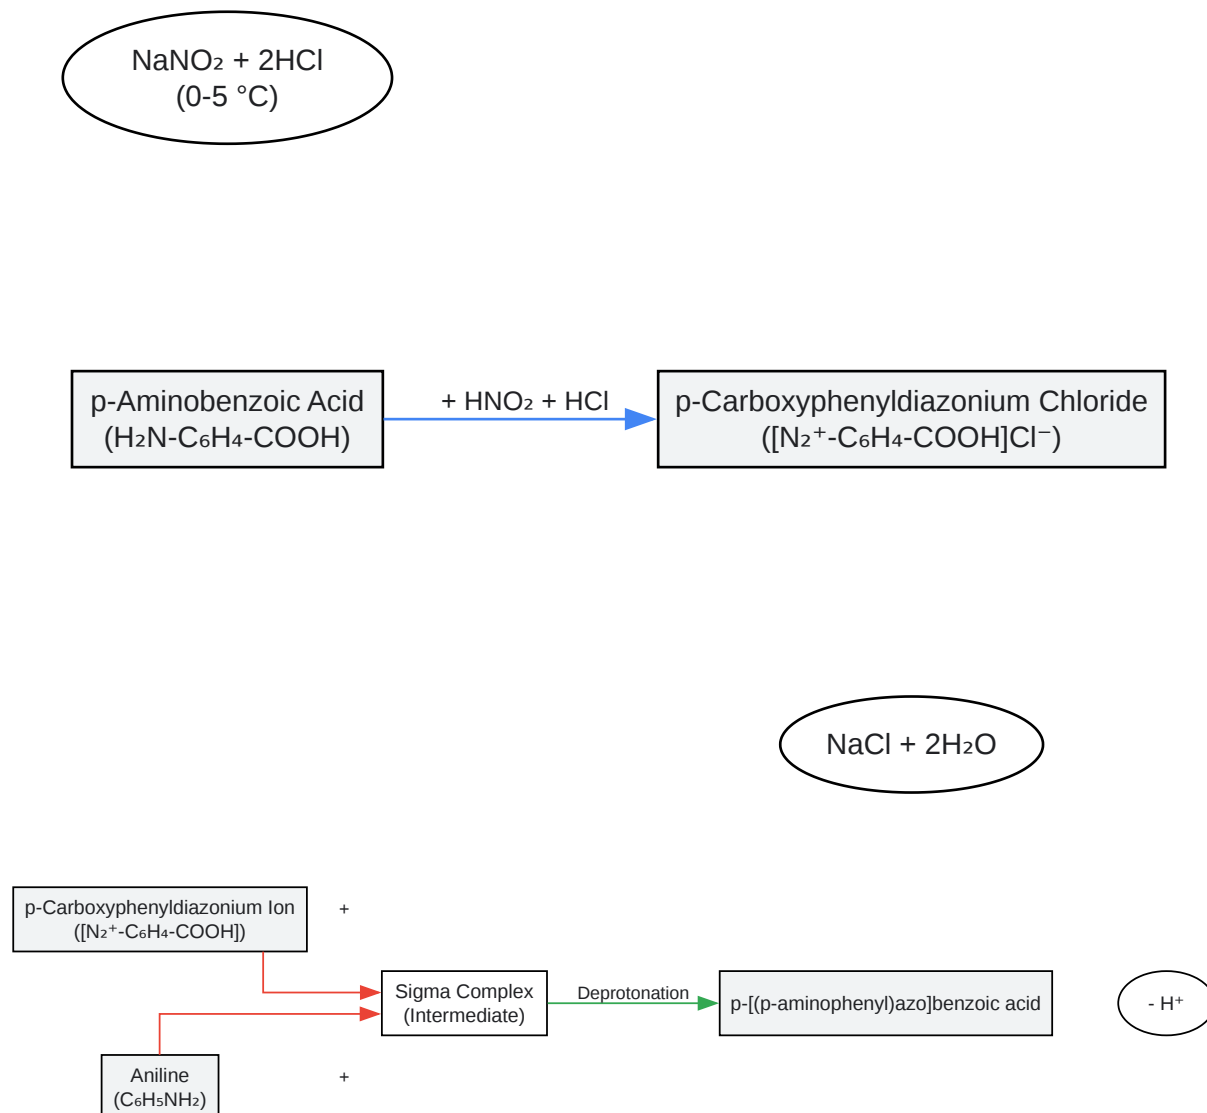 NaNO₂ + 2HCl
(0-5 °C)
p-Aminobenzoic Acid
(H₂N-C₆H₄-COOH)
+ HNO₂ + HCl
p-Carboxyphenyldiazonium Chloride
([N₂⁺-C₆H₄-COOH]Cl⁻)
NaCl + 2H₂O
p-Carboxyphenyldiazonium Ion
([N₂⁺-C₆H₄-COOH])
+
Sigma Complex
(Intermediate)
Deprotonation
p-[(p-aminophenyl)azo]benzoic acid
- H⁺
Aniline
(C₆H₅NH₂)
+